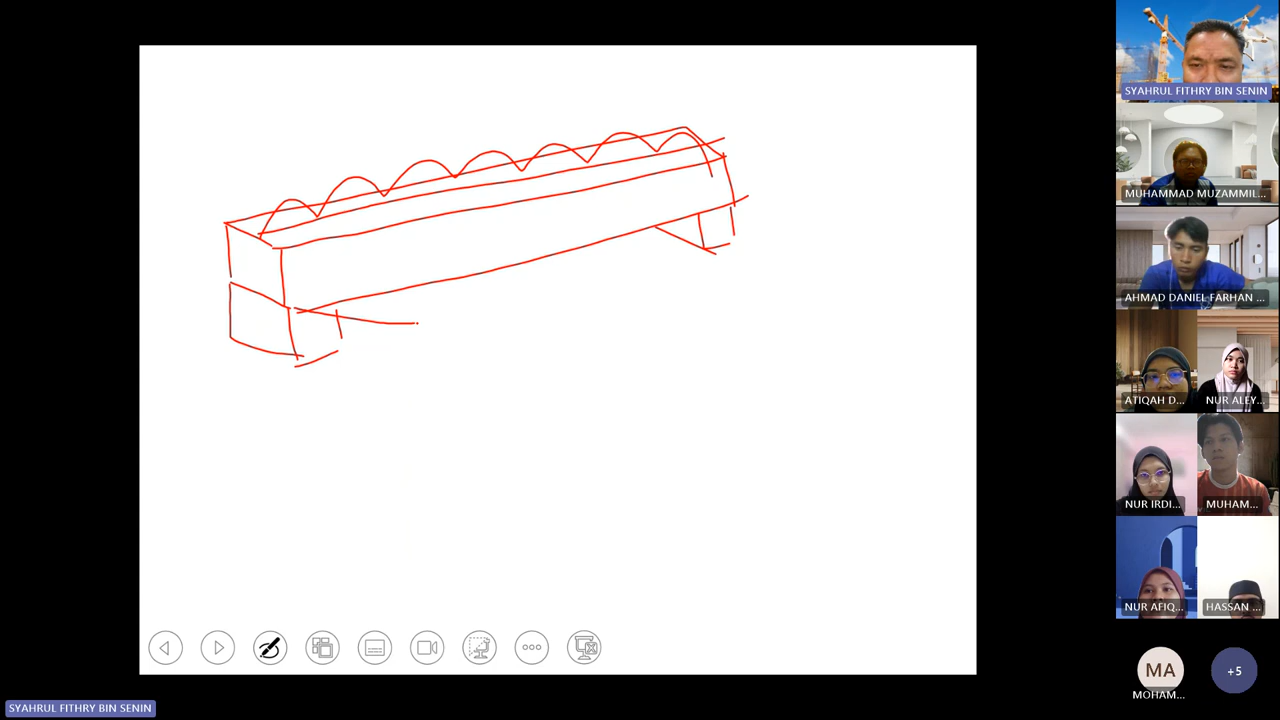 SYAHRUL FITHRY BIN SENIN
MUHAMMAD MUZAMMIL...
AHMAD DANIEL FARHAN ...
ATIQAH D...
NUR ALEY...
NUR IRDI...
MUHAM...
NUR AFIQ...
HASSAN ...
MA
+5
MOHAM...
SYAHRUL FITHRY BIN SENIN